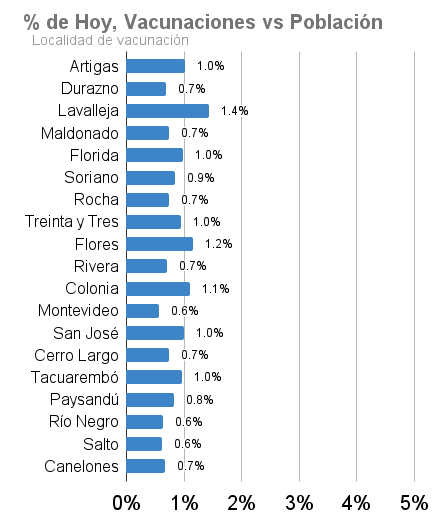 % de Hoy, Vacunaciones vs Población
Localidad de vacunación
Artigas 1.0%
Durazno 0.7%
Lavalleja 1.4%
Maldonado 0.7%
Florida 1.0%
Soriano 0.9%
Rocha 0.7%
Treinta y Tres 1.0%
Flores 1.2%
Rivera 0.7%
Colonia 1.1%
Montevideo 0.6%
San José 1.0%
Cerro Largo 0.7%
Tacuarembó 1.0%
Paysandú 0.8%
Río Negro 0.6%
Salto 0.6%
Canelones 0.7%
0% 1% 2% 3% 4% 5%